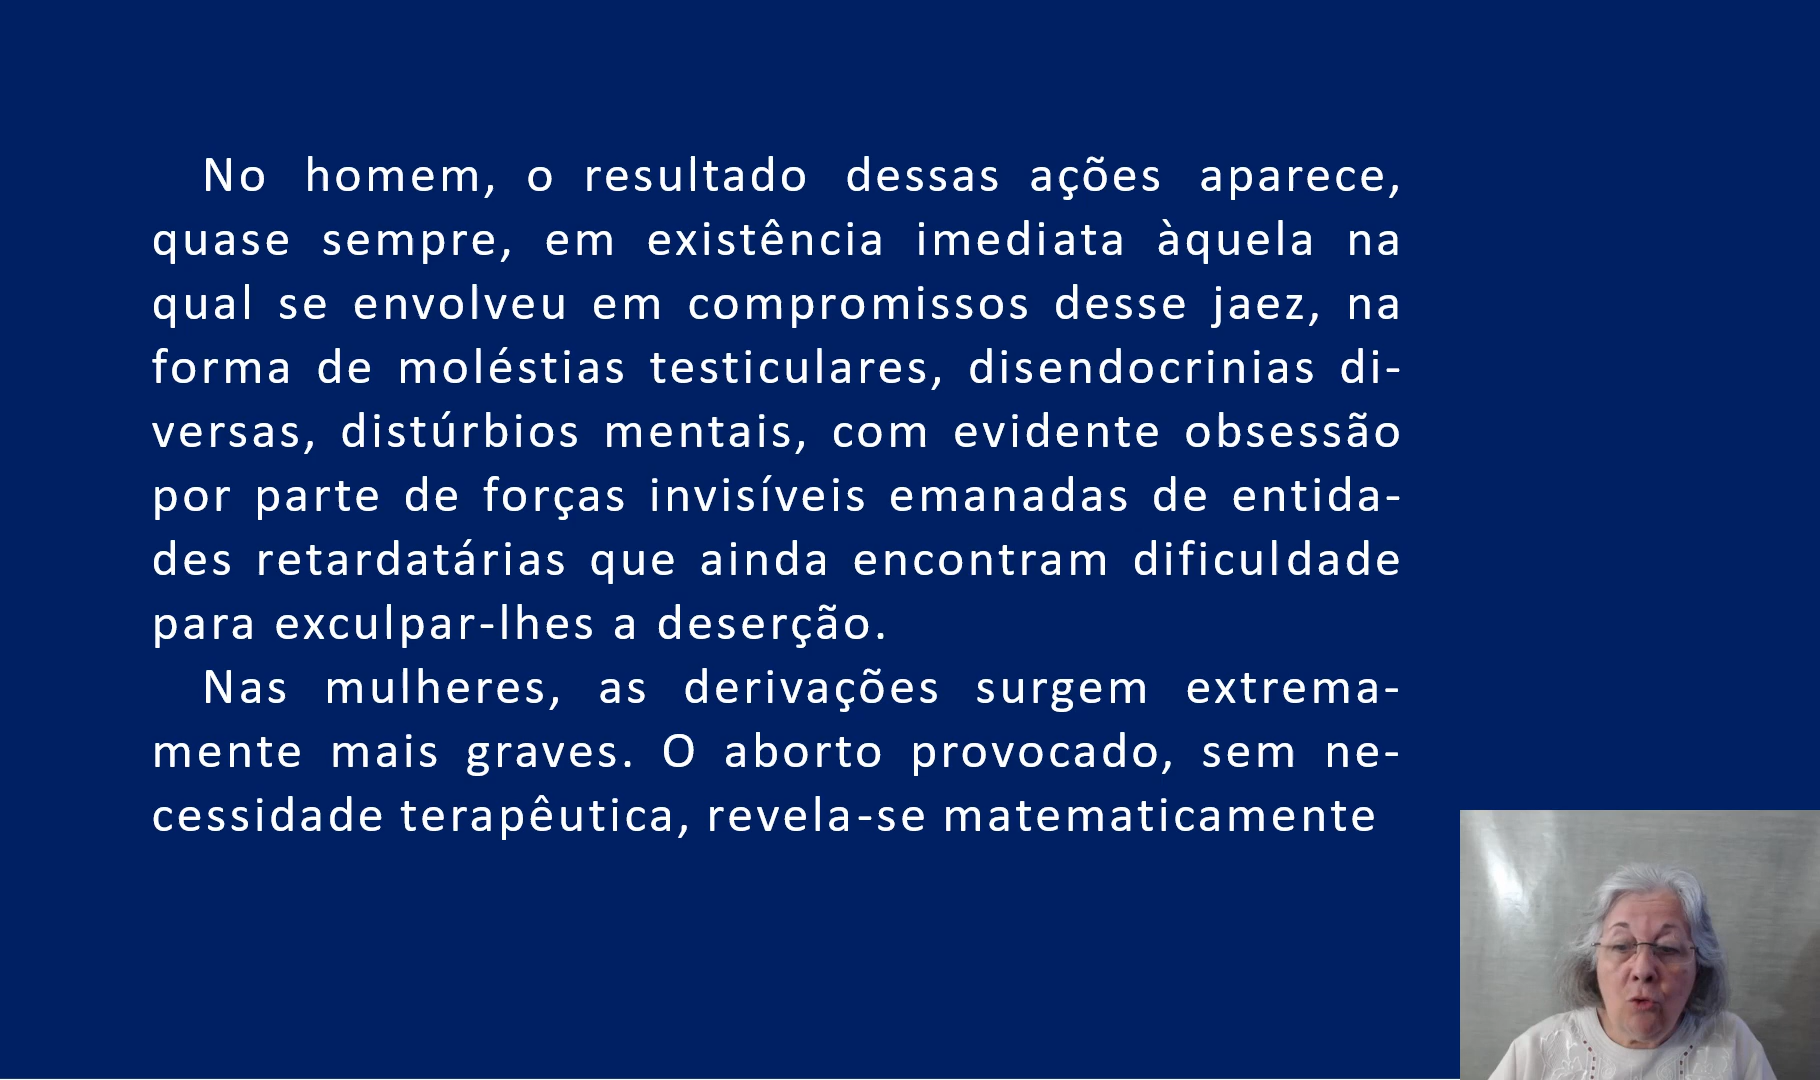 No homem, o resultado dessas ações aparece,
quase sempre, em existência imediata àquela na
qual se envolveu em compromissos desse jaez, na
forma de moléstias testiculares, disendocrinias di-
versas, distúrbios mentais, com evidente obsessão
por parte de forças invisíveis emanadas de entida-
des retardatárias que ainda encontram dificuldade
para exculpar-lhes a deserção.
Nas mulheres, as derivações surgem extrema-
mente mais graves. O aborto provocado, sem ne-
cessidade terapêutica, revela-se matematicamente